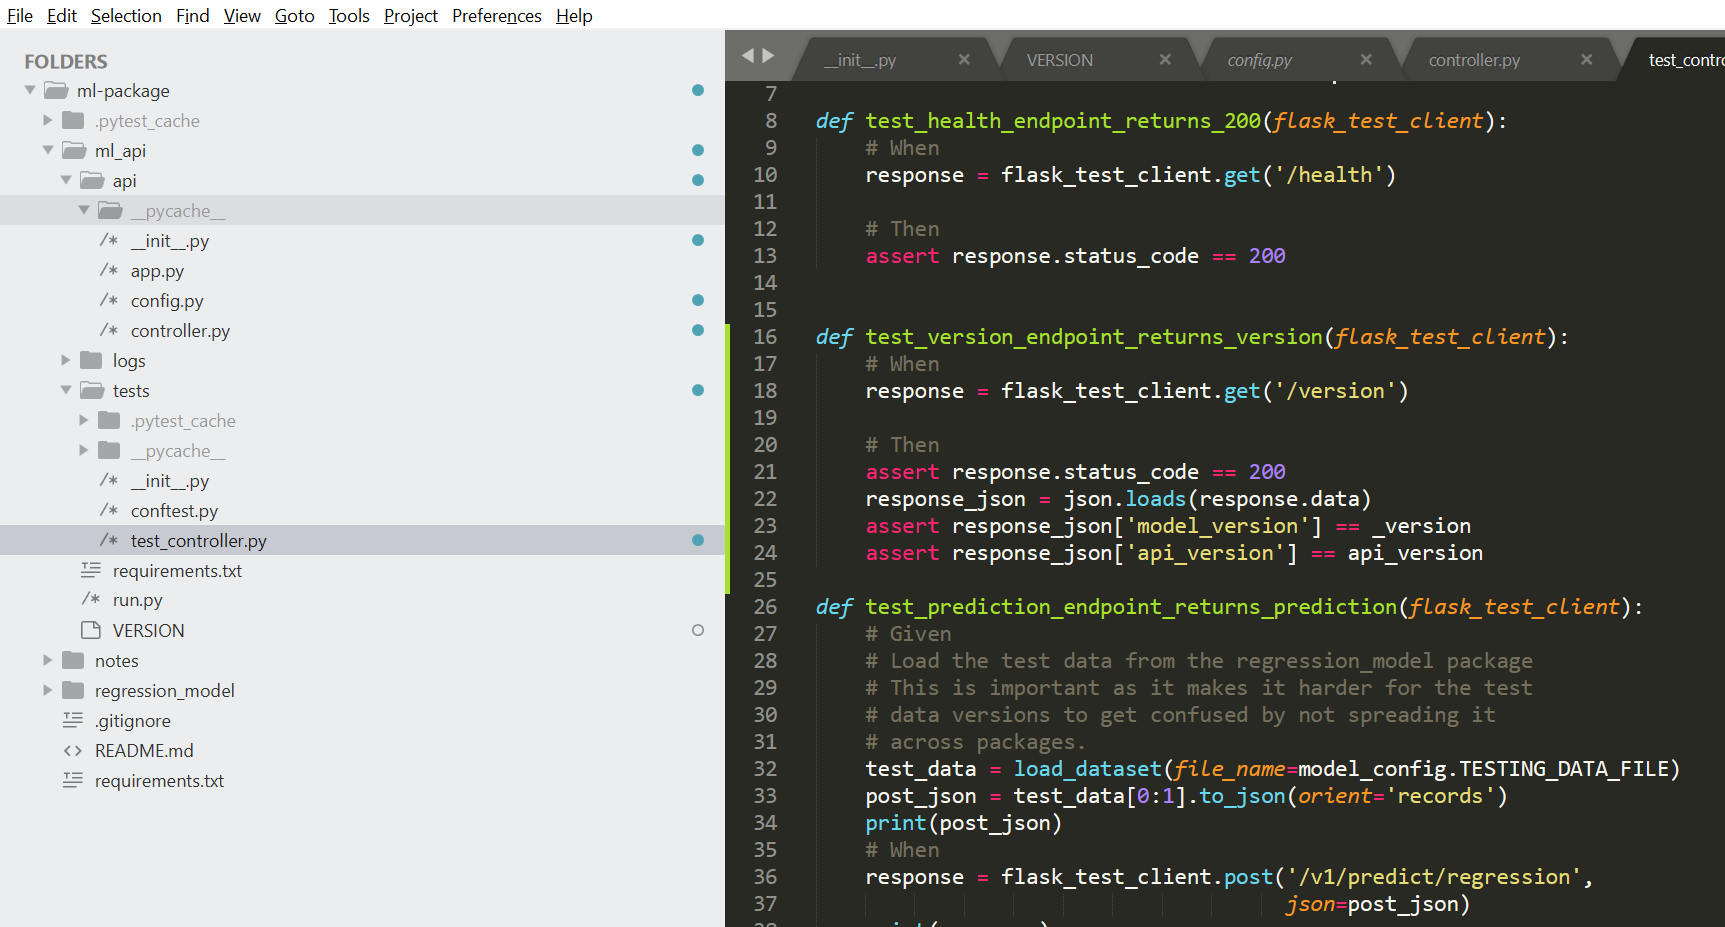 File Edit Selection Find View Goto Tools Project Preferences Help
FOLDERS
ml-package
.pytest_cache
ml_api
api
__pycache__
/* __init__.py
/* app.py
/* config.py
/* controller.py
logs
tests
.pytest_cache
__pycache__
/* __init__.py
/* conftest.py
/* test_controller.py
requirements.txt
/* run.py
VERSION
notes
regression_model
.gitignore
<> README.md
requirements.txt
__init__.py × VERSION × config.py × controller.py × test_contro
7
8 def test_health_endpoint_returns_200(flask_test_client):
9     # When
10     response = flask_test_client.get('/health')
11
12     # Then
13     assert response.status_code == 200
14
15
16 def test_version_endpoint_returns_version(flask_test_client):
17     # When
18     response = flask_test_client.get('/version')
19
20     # Then
21     assert response.status_code == 200
22     response_json = json.loads(response.data)
23     assert response_json['model_version'] == _version
24     assert response_json['api_version'] == api_version
25
26 def test_prediction_endpoint_returns_prediction(flask_test_client):
27     # Given
28     # Load the test data from the regression_model package
29     # This is important as it makes it harder for the test
30     # data versions to get confused by not spreading it
31     # across packages.
32     test_data = load_dataset(file_name=model_config.TESTING_DATA_FILE)
33     post_json = test_data[0:1].to_json(orient='records')
34     print(post_json)
35     # When
36     response = flask_test_client.post('/v1/predict/regression',
37                                       json=post_json)